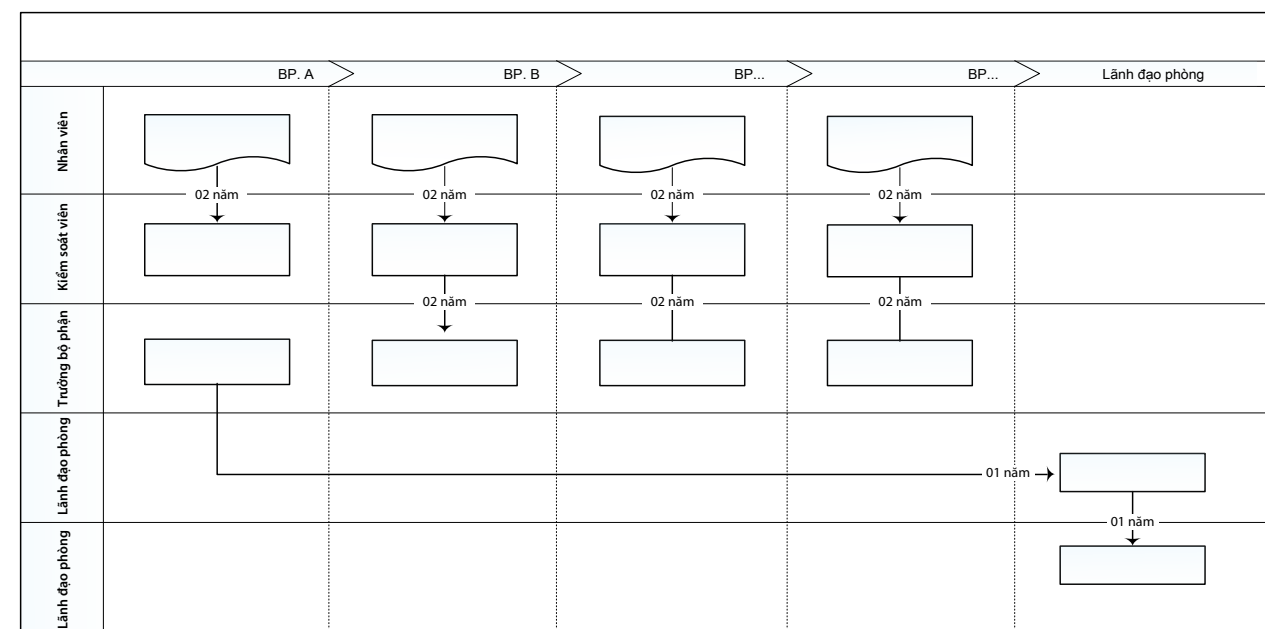 BP. A
BP. B
BP...
BP...
Lãnh đạo phòng
Nhân viên
02 năm
02 năm
02 năm
02 năm
Kiểm soát viên
02 năm
02 năm
02 năm
Trưởng bộ phận
Lãnh đạo phòng
01 năm
01 năm
Lãnh đạo phòng